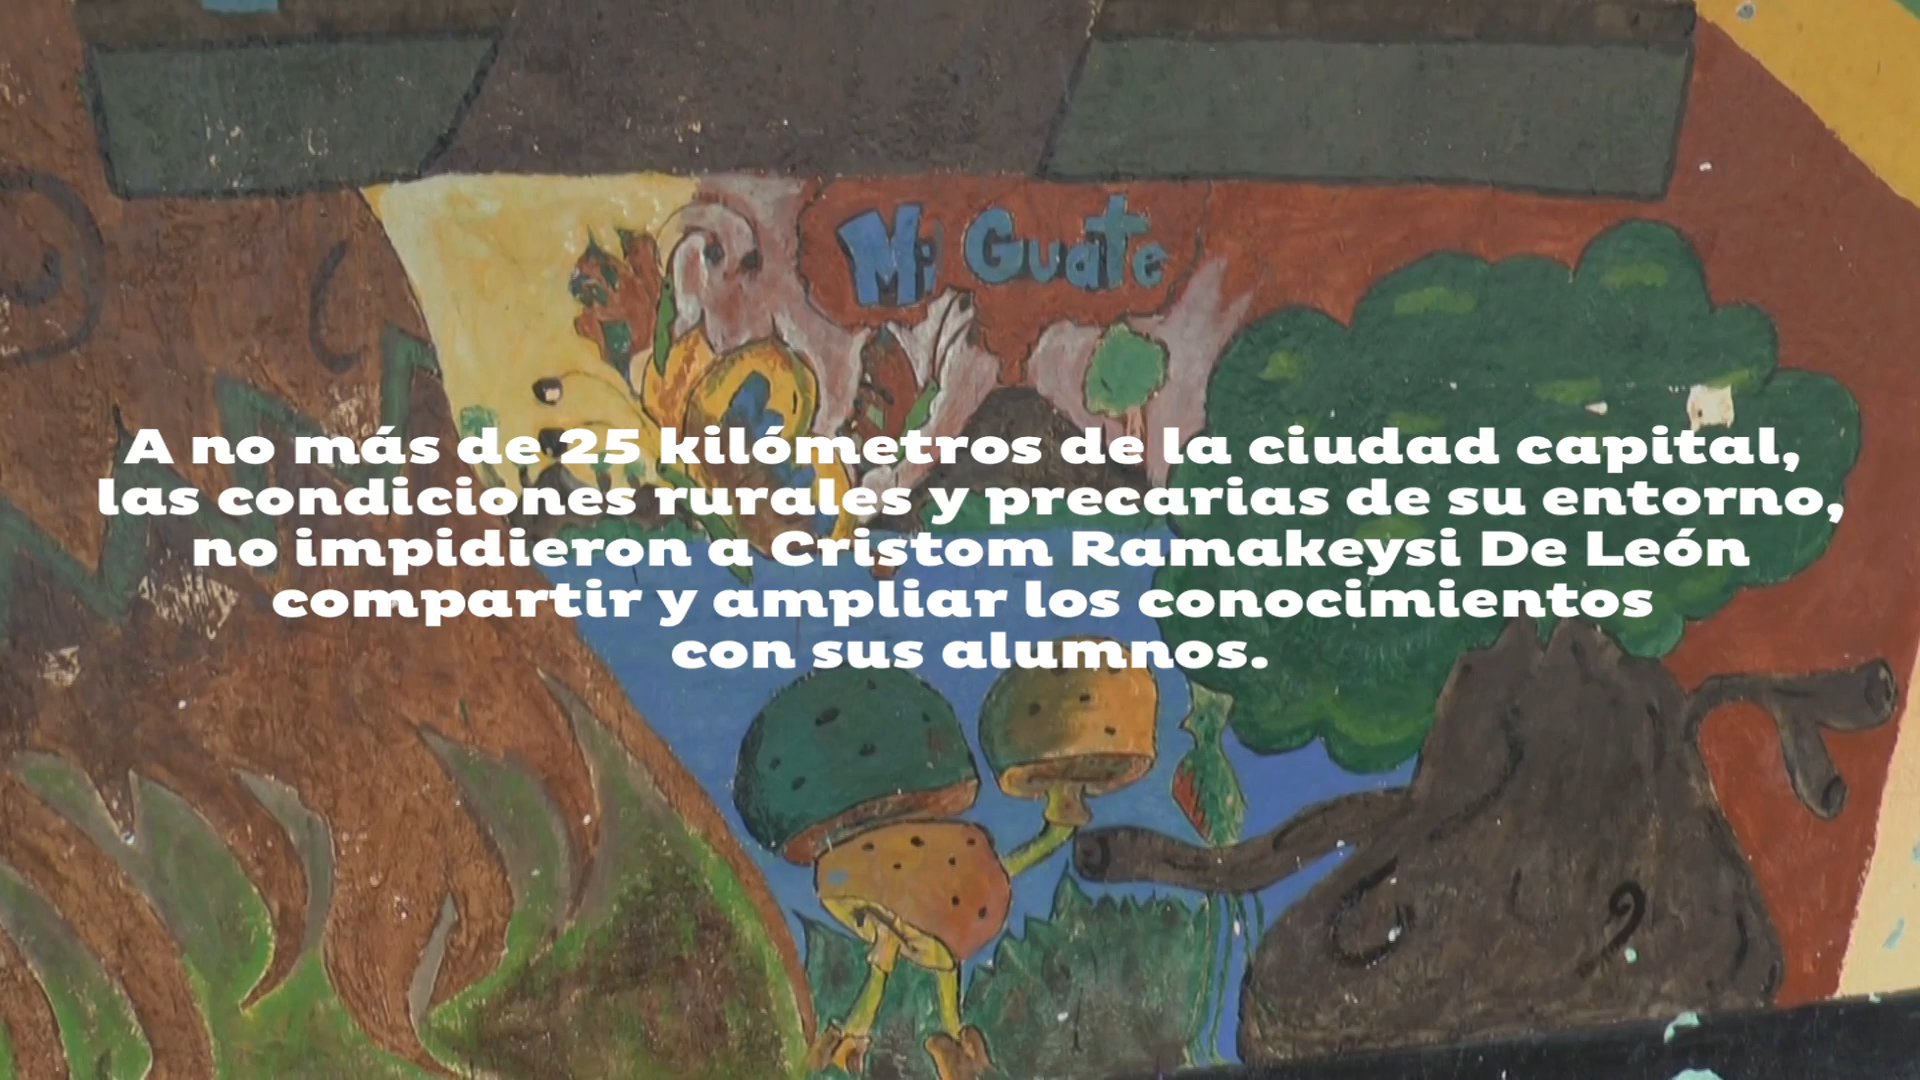 Mi Guate
A no más de 25 kilómetros de la ciudad capital,
las condiciones rurales y precarias de su entorno,
no impidieron a Cristom Ramakeysi De León
compartir y ampliar los conocimientos
con sus alumnos.